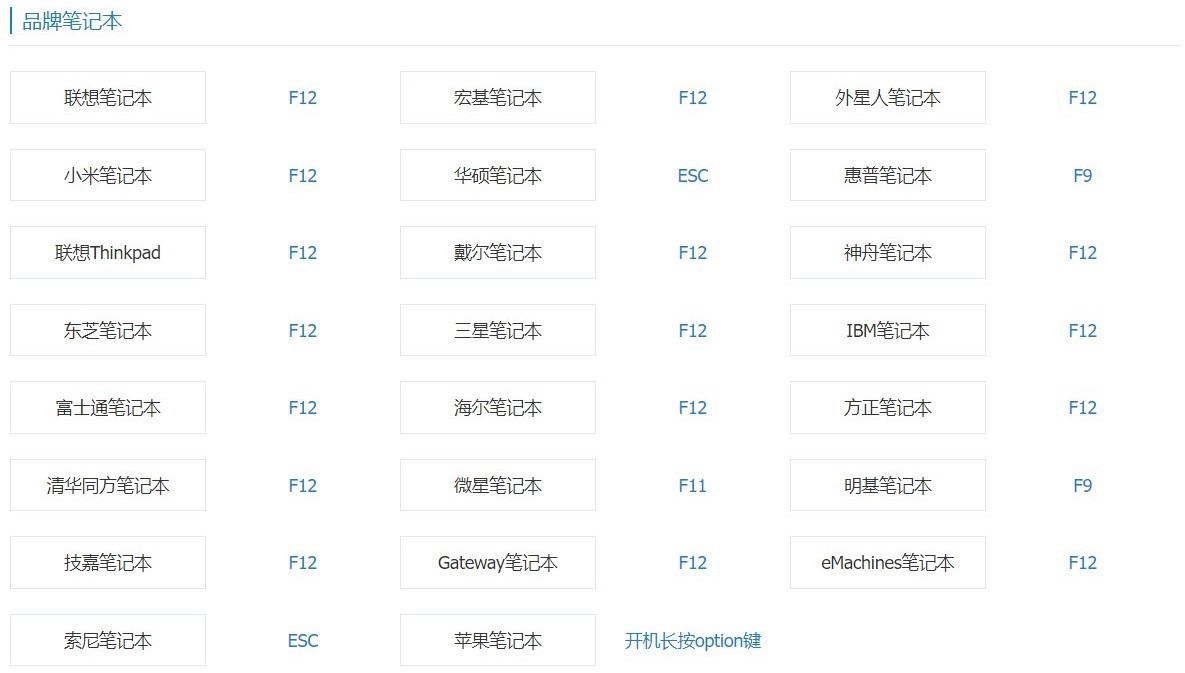 品牌笔记本
联想笔记本 F12 宏基笔记本 F12 外星人笔记本 F12
小米笔记本 F12 华硕笔记本 ESC 惠普笔记本 F9
联想Thinkpad F12 戴尔笔记本 F12 神舟笔记本 F12
东芝笔记本 F12 三星笔记本 F12 IBM笔记本 F12
富士通笔记本 F12 海尔笔记本 F12 方正笔记本 F12
清华同方笔记本 F12 微星笔记本 F11 明基笔记本 F9
技嘉笔记本 F12 Gateway笔记本 F12 eMachines笔记本 F12
索尼笔记本 ESC 苹果笔记本 开机长按option键